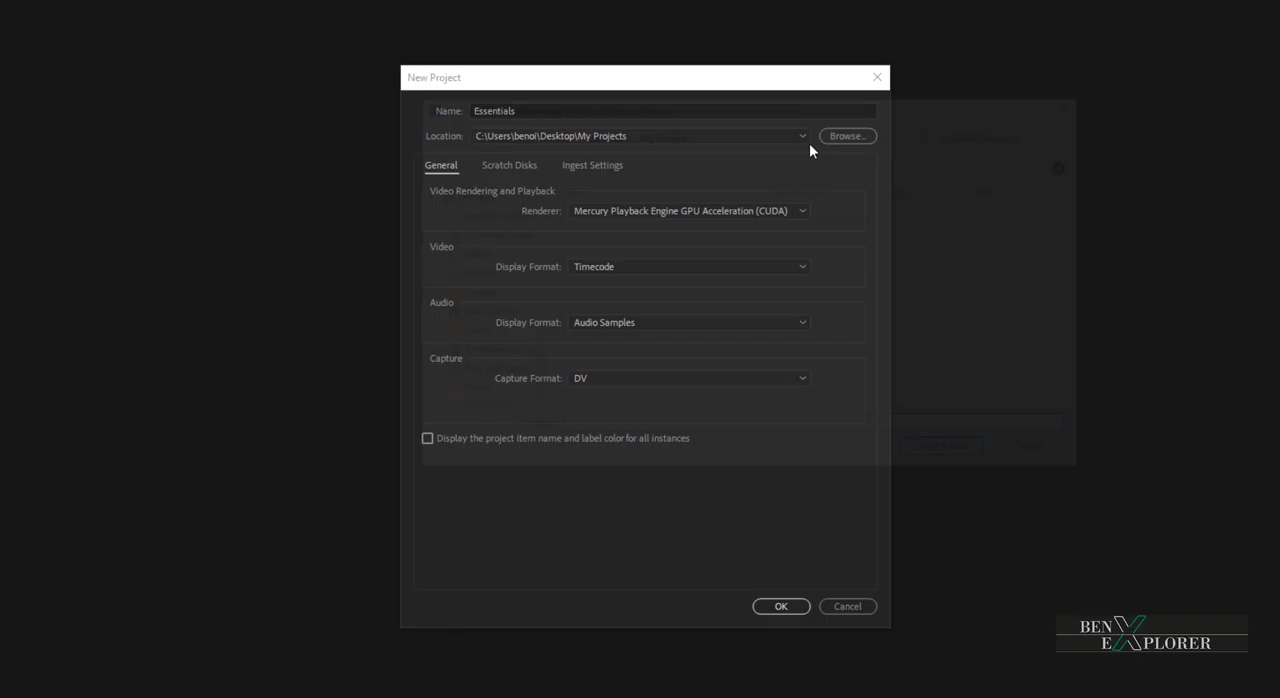 New Project
Name: Essentials
Location: C:\Users\benoi\Desktop\My Projects Browse...
General Scratch Disks Ingest Settings
Video Rendering and Playback
Renderer: Mercury Playback Engine GPU Acceleration (CUDA)
Video
Display Format: Timecode
Audio
Display Format: Audio Samples
Capture
Capture Format: DV
Display the project item name and label color for all instances
OK Cancel
BEN
EXPLORER